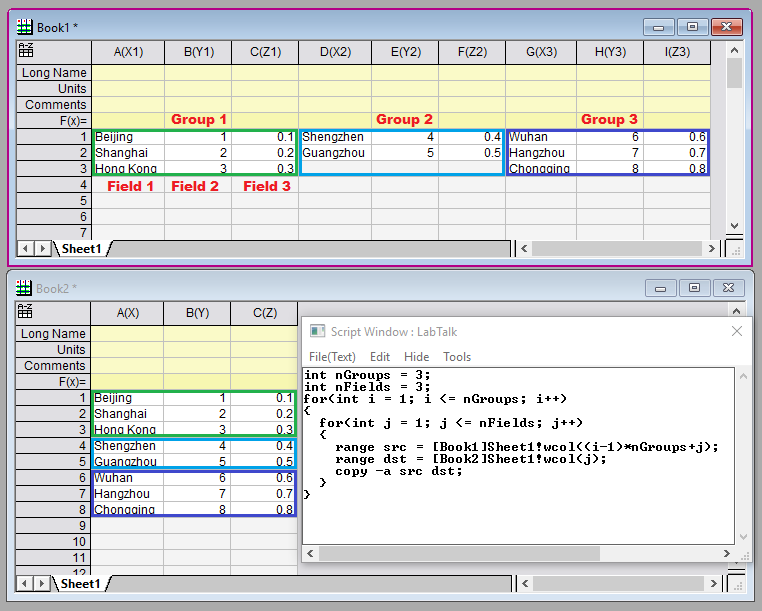 Book1 *
A(X1) B(Y1) C(Z1) D(X2) E(Y2) F(Z2) G(X3) H(Y3) I(Z3)
Long Name
Units
Comments
F(x)= Group 1 Group 2 Group 3
1 Beijing 1 0.1 Shengzhen 4 0.4 Wuhan 6 0.6
2 Shanghai 2 0.2 Guangzhou 5 0.5 Hangzhou 7 0.7
3 Hong Kong 3 0.3 Chongqing 8 0.8
4 Field 1 Field 2 Field 3
5
6
7
Sheet1
Book2 *
A(X) B(Y) C(Z)
Long Name
Units
Comments
F(x)=
1 Beijing 1 0.1
2 Shanghai 2 0.2
3 Hong Kong 3 0.3
4 Shengzhen 4 0.4
5 Guangzhou 5 0.5
6 Wuhan 6 0.6
7 Hangzhou 7 0.7
8 Chongqing 8 0.8
9
10
11
12
Sheet1
Script Window : LabTalk
File(Text) Edit Hide Tools
int nGroups = 3;
int nFields = 3;
for(int i = 1; i <= nGroups; i++)
{
for(int j = 1; j <= nFields; j++)
{
range src = [Book1]Sheet1!wcol((i-1)*nGroups+j);
range dst = [Book2]Sheet1!wcol(j);
copy -a src dst;
}
}